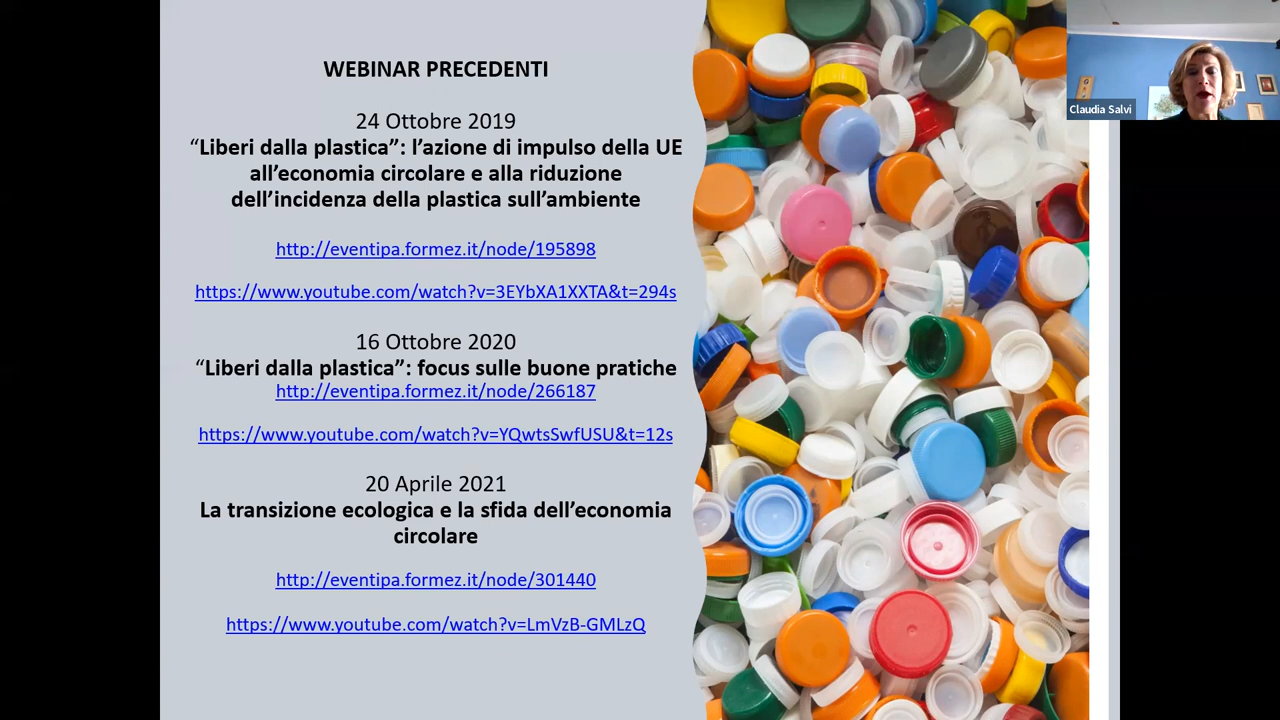 WEBINAR PRECEDENTI
24 Ottobre 2019
“Liberi dalla plastica”: l’azione di impulso della UE
all’economia circolare e alla riduzione
dell’incidenza della plastica sull’ambiente
http://eventipa.formez.it/node/195898
https://www.youtube.com/watch?v=3EYbXA1XXTA&t=294s
16 Ottobre 2020
“Liberi dalla plastica”: focus sulle buone pratiche
http://eventipa.formez.it/node/266187
https://www.youtube.com/watch?v=YQwtsSwfUSU&t=12s
20 Aprile 2021
La transizione ecologica e la sfida dell’economia
circolare
http://eventipa.formez.it/node/301440
https://www.youtube.com/watch?v=LmVzB-GMLzQ
Claudia Salvi